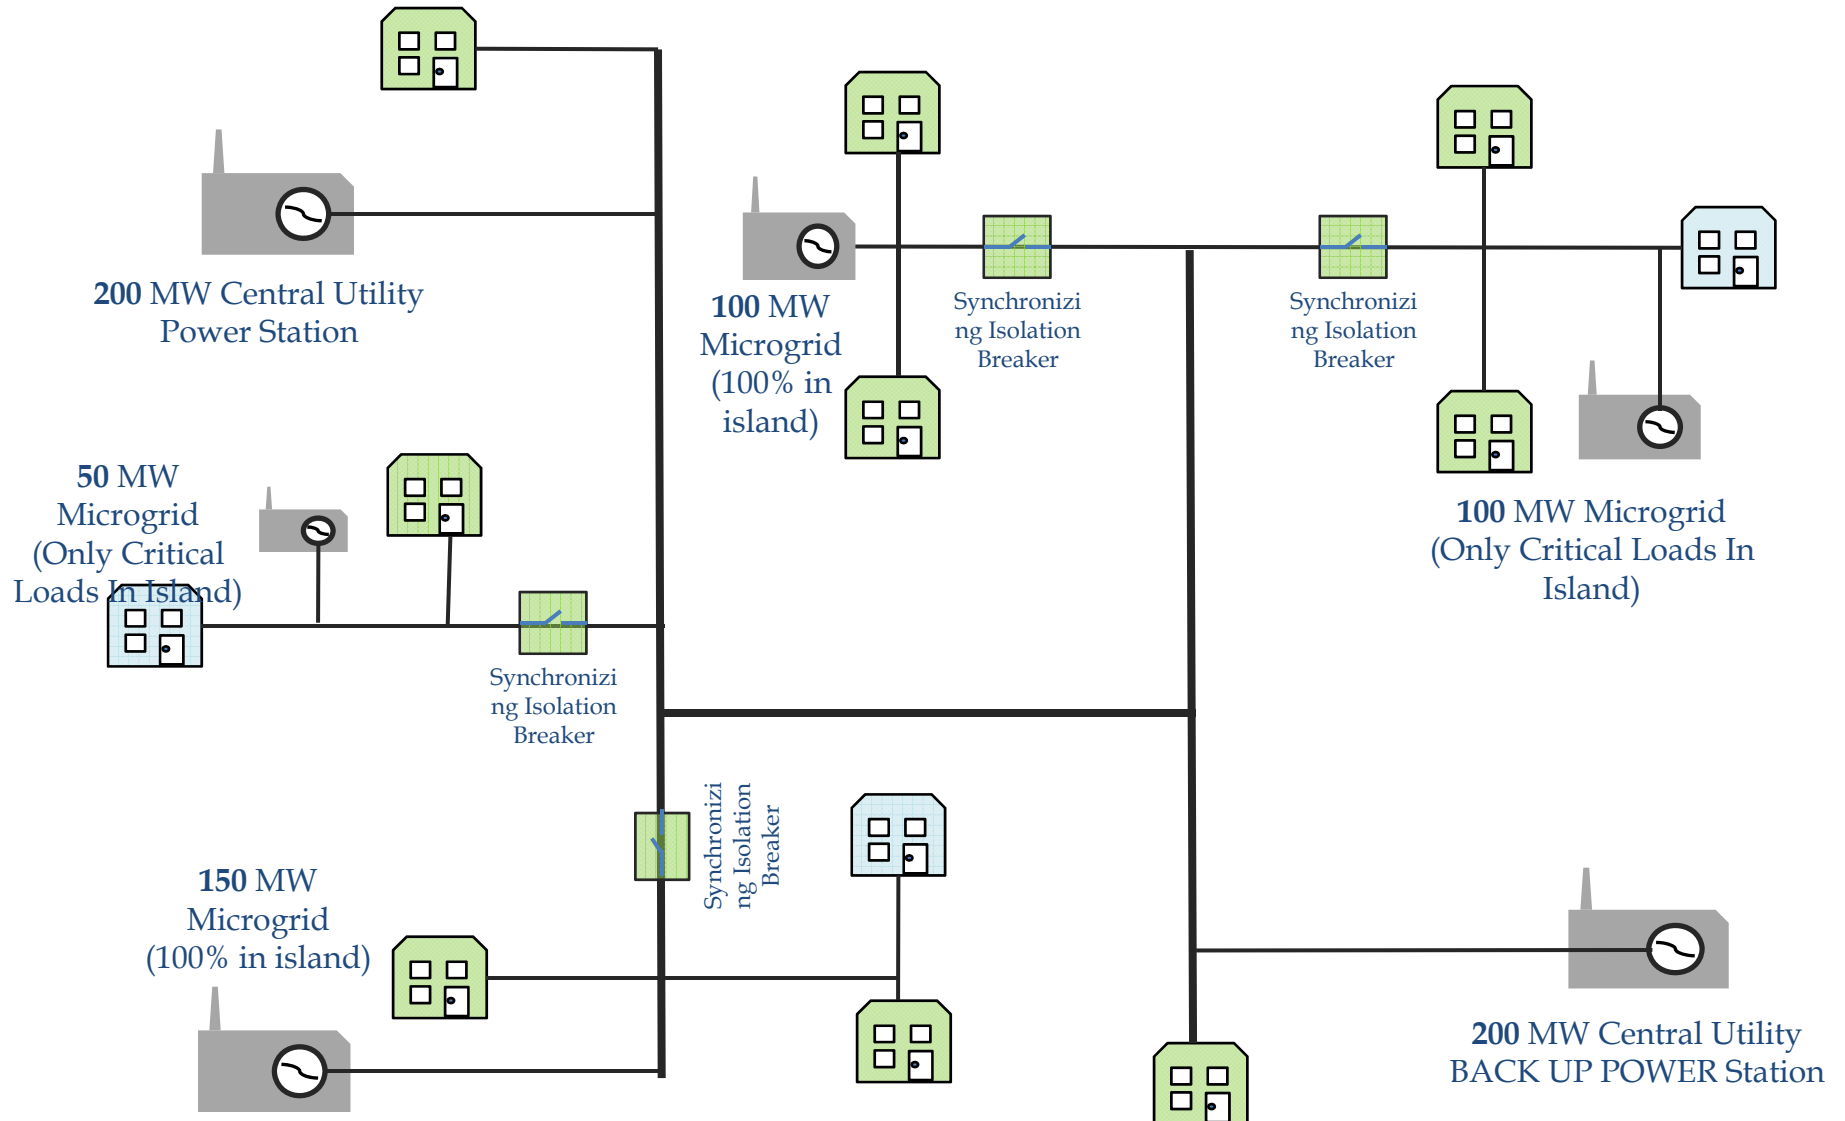 200 MW Central Utility
Power Station
100 MW
Microgrid
(100% in
island)
Synchronizi
ng Isolation
Breaker
Synchronizi
ng Isolation
Breaker
50 MW
Microgrid
(Only Critical
Loads In Island)
100 MW Microgrid
(Only Critical Loads In
Island)
Synchronizi
ng Isolation
Breaker
Synchronizi
ng Isolation
Breaker
150 MW
Microgrid
(100% in island)
200 MW Central Utility
BACK UP POWER Station